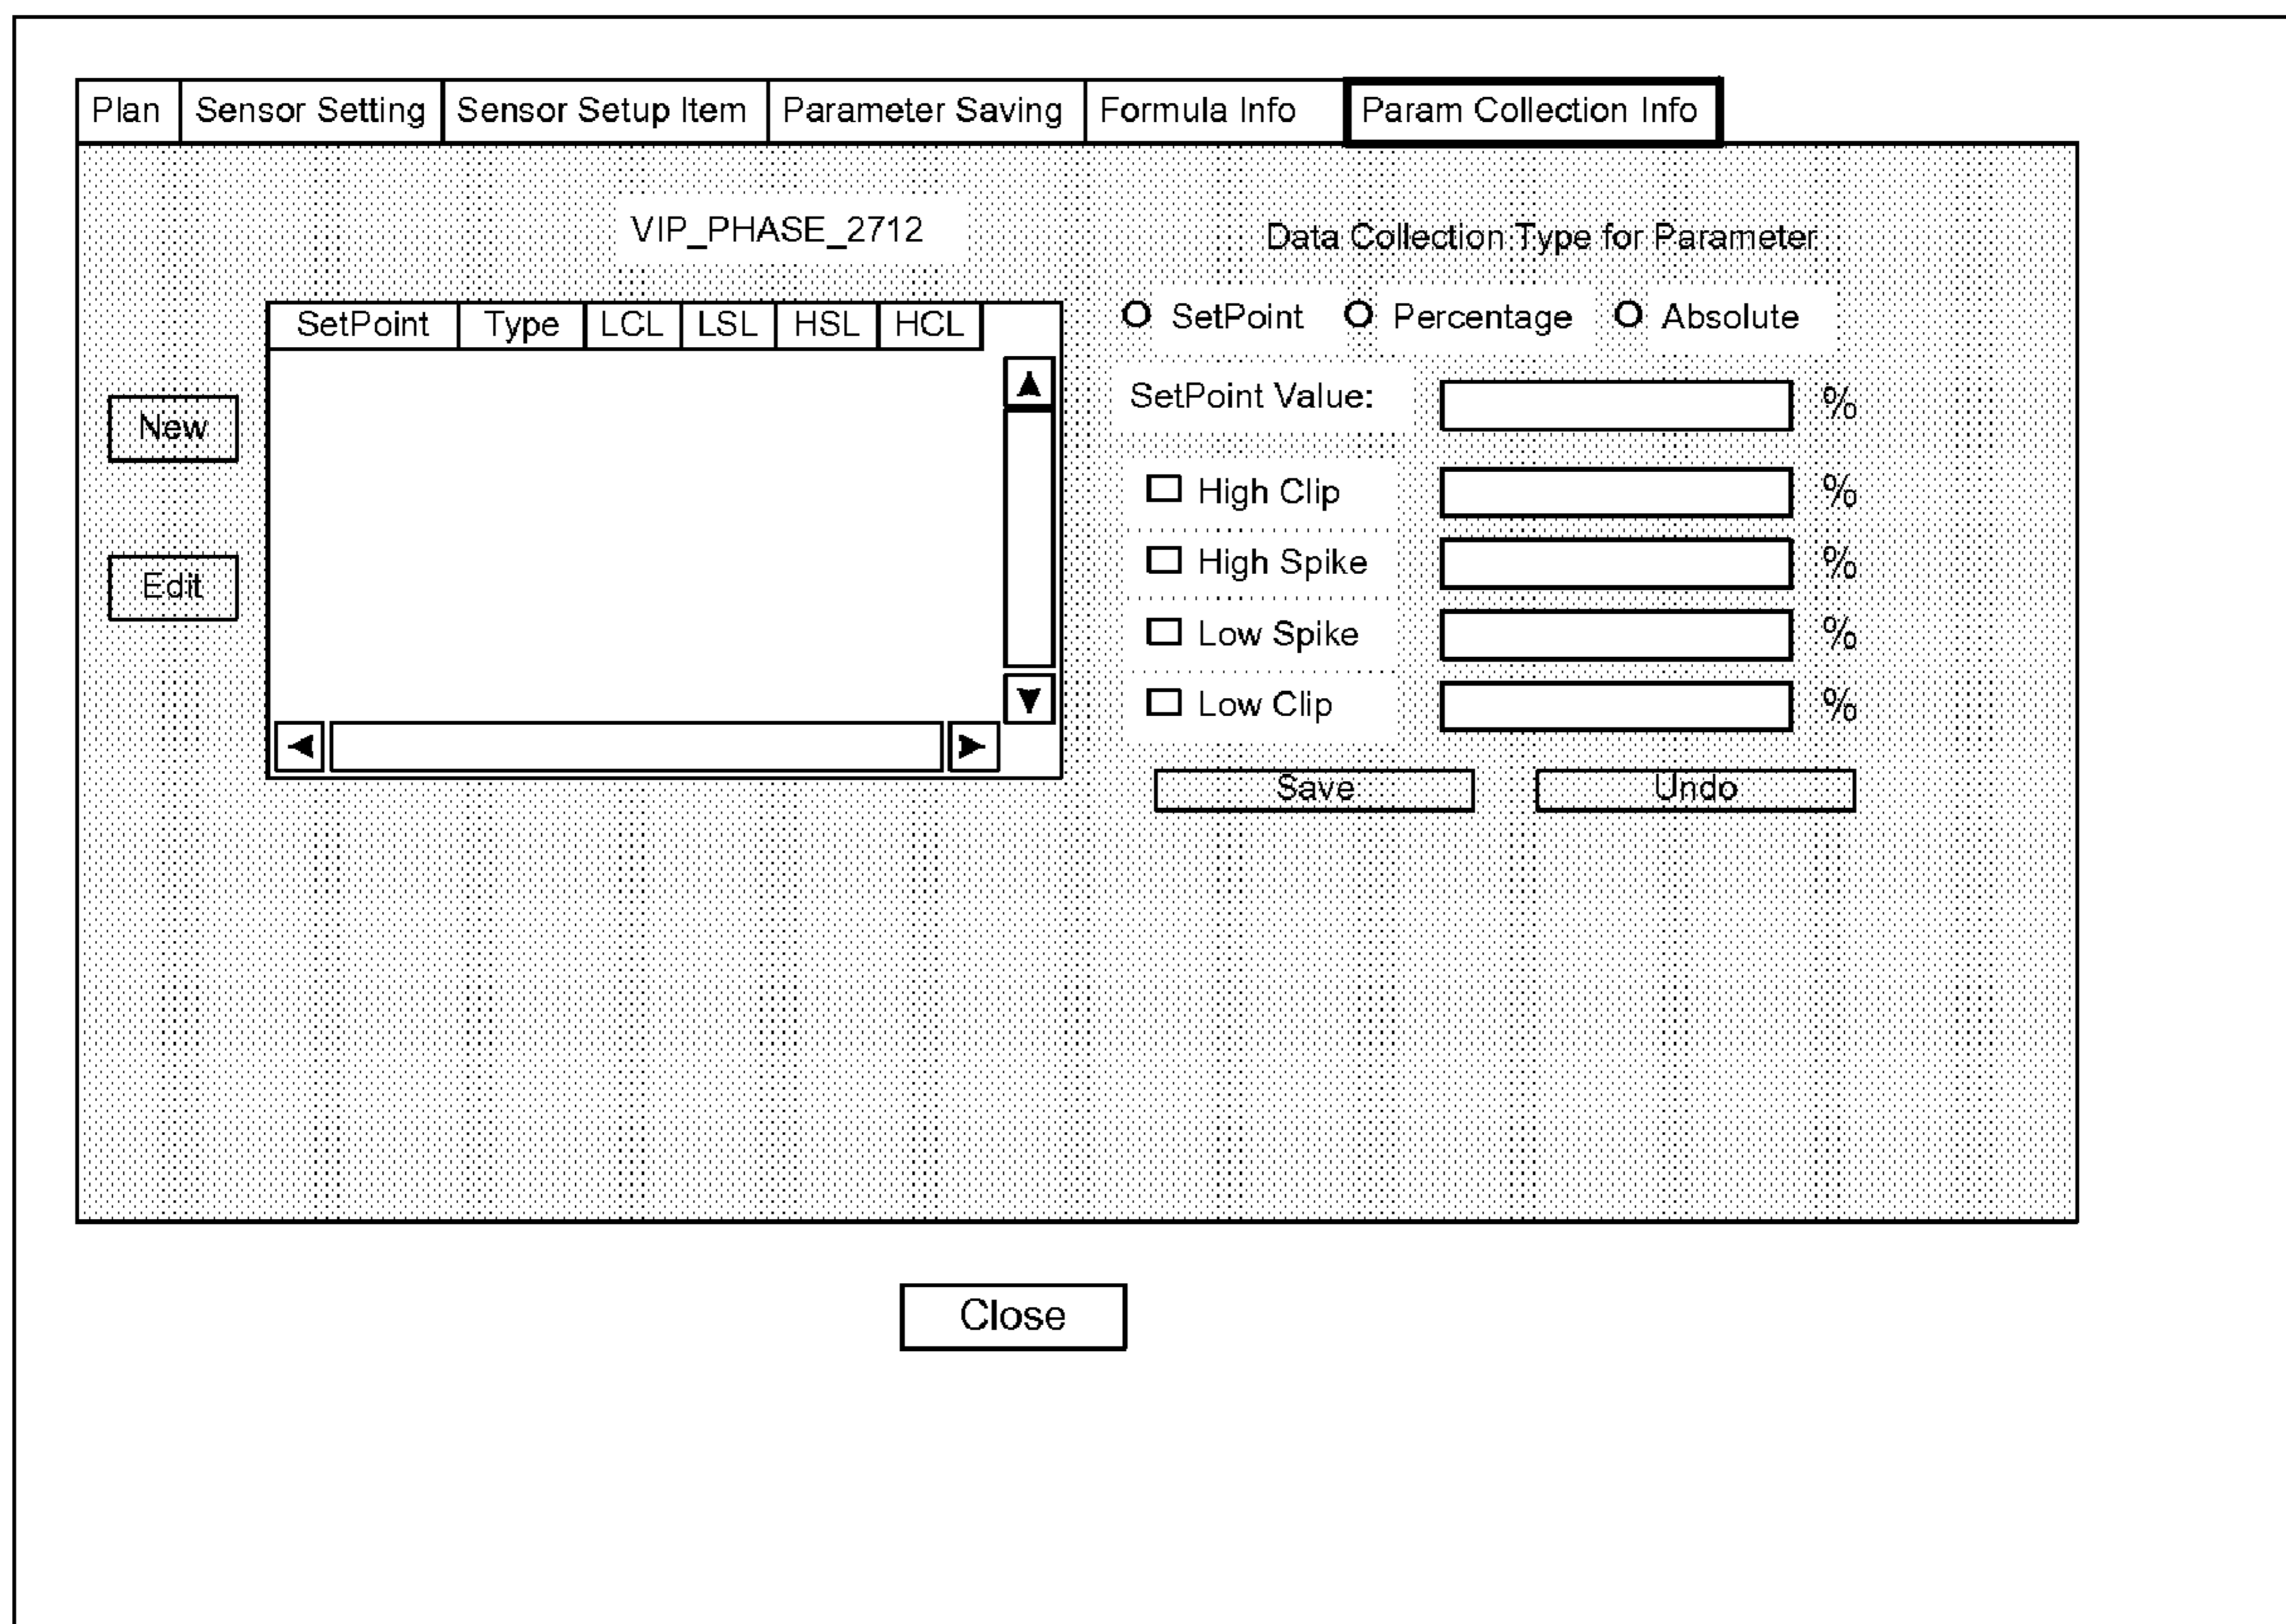 Plan Sensor Setting Sensor Setup Item Parameter Saving Formula Info Param Collection Info
VIP_PHASE_2712
Data Collection Type for Parameter
SetPoint Type LCL LSL HSL HCL
SetPoint Percentage Absolute
SetPoint Value: %
New
High Clip %
High Spike %
Edit
Low Spike %
Low Clip %
Save Undo
Close